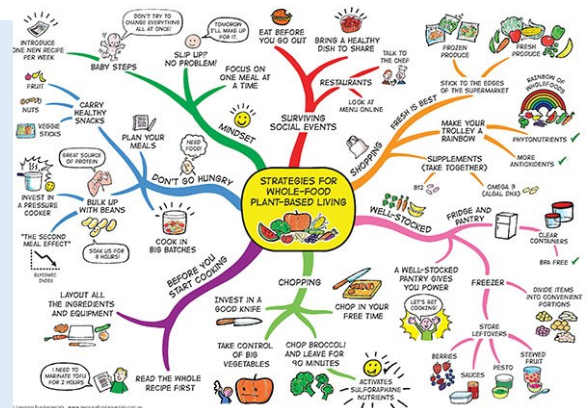 STRATEGIES FOR
WHOLE-FOOD
PLANT-BASED LIVING
MINDSET
BABY STEPS
INTRODUCE
ONE NEW RECIPE
PER WEEK
DON'T TRY TO
CHANGE EVERYTHING
ALL AT ONCE!
SLIP UP?
NO PROBLEM!
TOMORROW
I'LL MAKE UP
FOR IT.
FOCUS ON
ONE MEAL AT
A TIME
SURVIVING
SOCIAL EVENTS
EAT BEFORE
YOU GO OUT
BRING A HEALTHY
DISH TO SHARE
RESTAURANTS
TALK TO
THE CHEF
LOOK AT
MENU ONLINE
SHOPPING
FRESH IS BEST
STICK TO THE EDGES
OF THE SUPERMARKET
FROZEN
PRODUCE
FRESH
PRODUCE
MAKE YOUR
TROLLEY A
RAINBOW
RAINBOW OF
WHOLEFOODS
PHYTONUTRIENTS
MORE
ANTIOXIDENTS
SUPPLEMENTS
(TAKE TOGETHER)
B12
OMEGA 3
(ALGAL DHA)
WELL-STOCKED
FRIDGE AND
PANTRY
CLEAR
CONTAINERS
BPA FREE
A WELL-STOCKED
PANTRY GIVES
YOU POWER
LET'S GET
COOKING!
FREEZER
DIVIDE ITEMS
INTO CONVENIENT
PORTIONS
STORE
LEFTOVERS
BERRIES
SAUCES
PESTO
STEWED
FRUIT
CHOPPING
INVEST IN A
GOOD KNIFE
CHOP IN YOUR
FREE TIME
TAKE CONTROL
OF BIG
VEGETABLES
CHOP BROCCOLI
AND LEAVE FOR
90 MINUTES
ACTIVATES
SULFORAPHANE
NUTRIENTS
BEFORE YOU
START COOKING
LAYOUT ALL
THE INGREDIENTS
AND EQUIPMENT
READ THE WHOLE
RECIPE FIRST
I NEED TO
MARINATE TOFU
FOR 2 HOURS
DON'T GO HUNGRY
NEED
FOOD!
PLAN YOUR
MEALS
CARRY
HEALTHY
SNACKS
FRUIT
NUTS
VEGGIE
STICKS
BULK UP
WITH BEANS
GREAT SOURCE
OF PROTEIN
INVEST IN
A PRESSURE
COOKER
"THE SECOND
MEAL EFFECT"
GLYCEMIC
INDEX
SOAK US FOR
8 HOURS!
COOK IN
BIG BATCHES